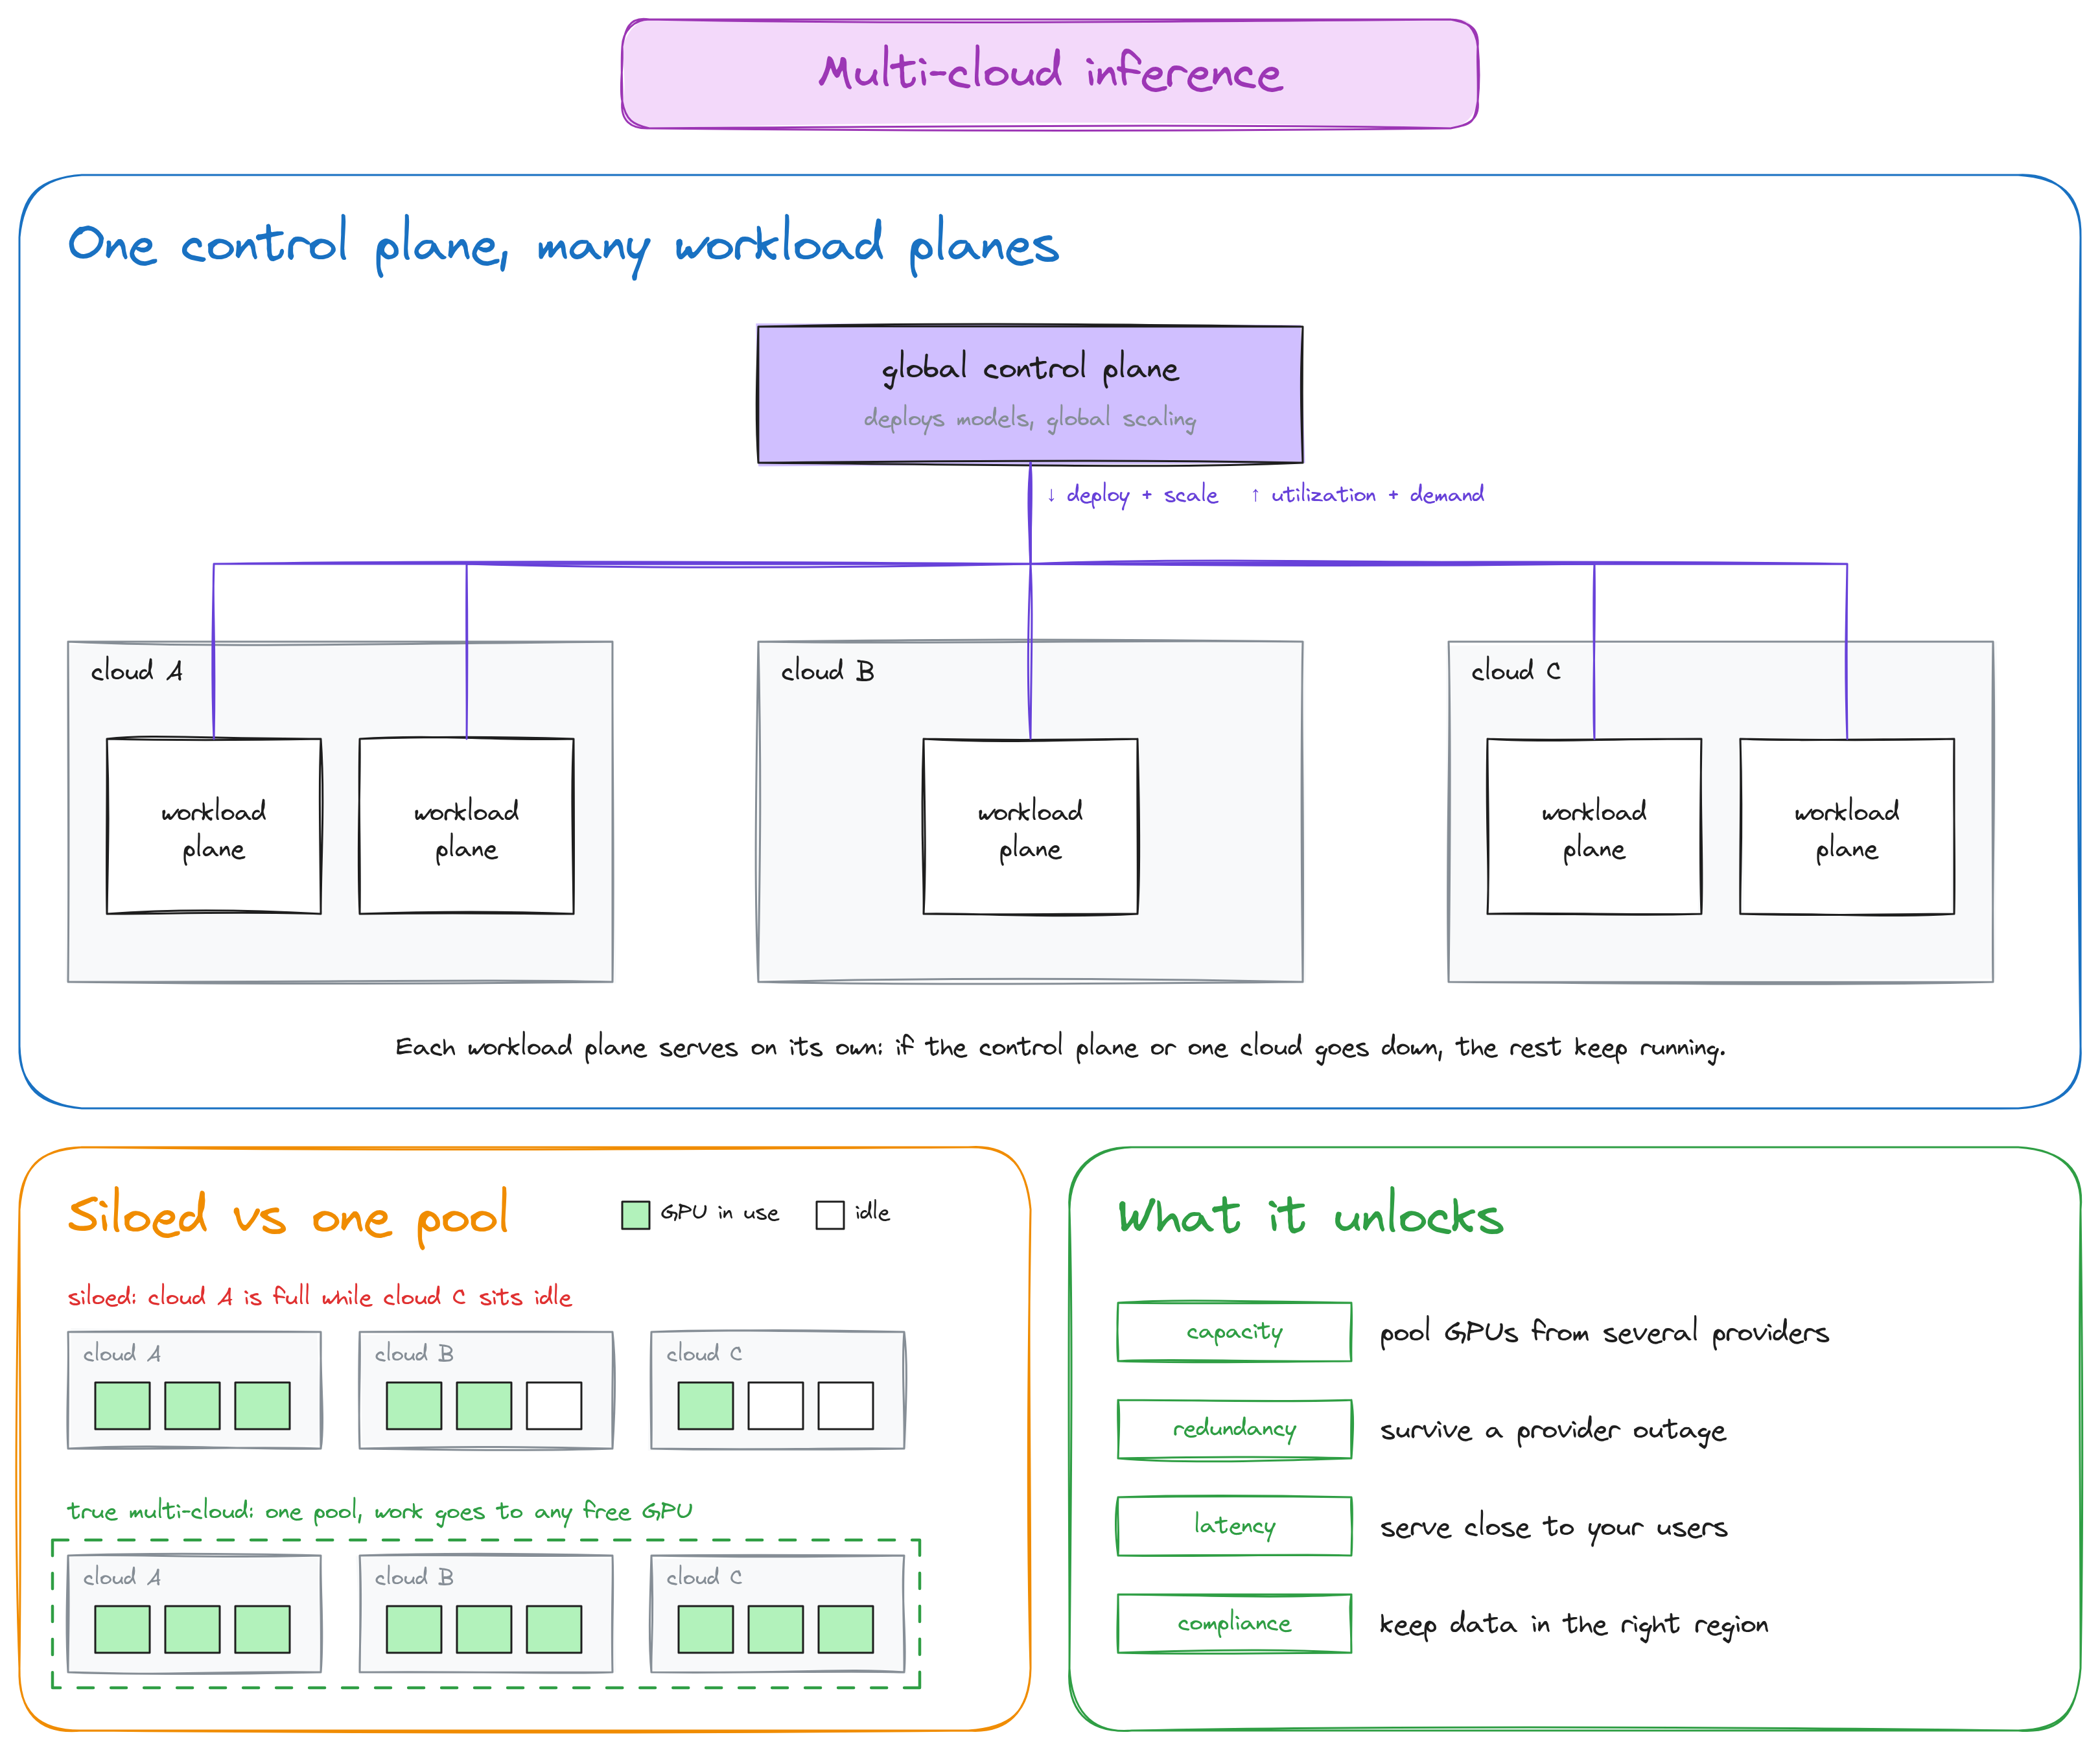 Multi-cloud inference
One control plane, many workload planes
global control plane
deploys models, global scaling
↓ deploy + scale ↑ utilization + demand
cloud A
cloud B
cloud C
workload
plane
workload
plane
workload
plane
workload
plane
workload
plane
Each workload plane serves on its own: if the control plane or one cloud goes down, the rest keep running.
Siloed vs one pool
GPU in use
idle
siloed: cloud A is full while cloud C sits idle
cloud A
cloud B
cloud C
true multi-cloud: one pool, work goes to any free GPU
cloud A
cloud B
cloud C
What it unlocks
capacity
pool GPUs from several providers
redundancy
survive a provider outage
latency
serve close to your users
compliance
keep data in the right region